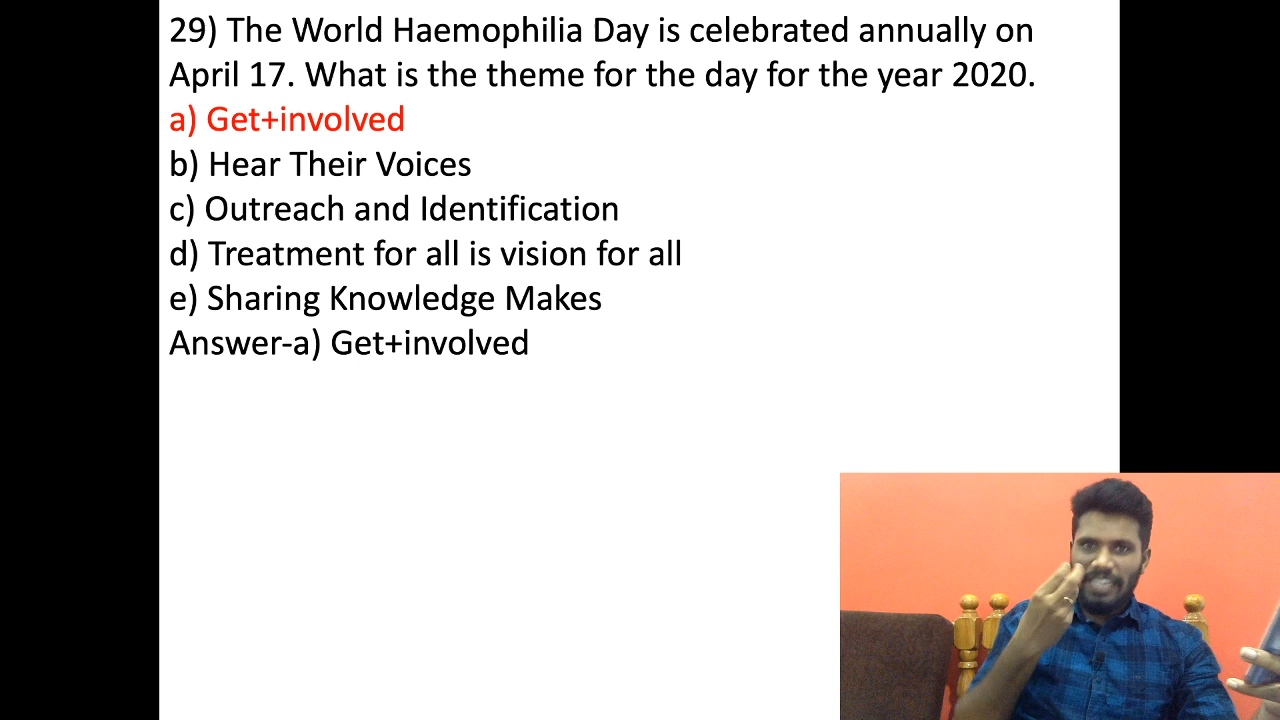 29) The World Haemophilia Day is celebrated annually on
April 17. What is the theme for the day for the year 2020.
a) Get+involved
b) Hear Their Voices
c) Outreach and Identification
d) Treatment for all is vision for all
e) Sharing Knowledge Makes
Answer-a) Get+involved